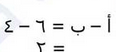 أ - ب = ٦ - ٤
= ٢